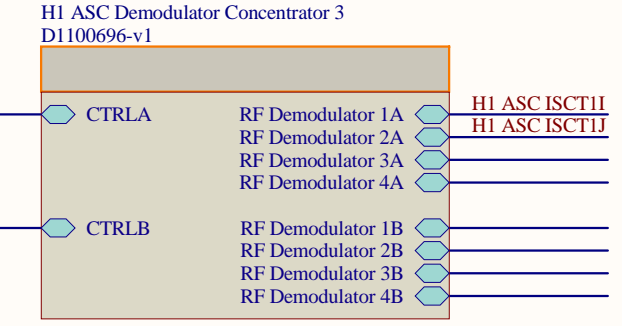 H1 ASC Demodulator Concentrator 3
D1100696-v1
CTRLA
RF Demodulator 1A
H1 ASC ISCT1I
RF Demodulator 2A
H1 ASC ISCT1J
RF Demodulator 3A
RF Demodulator 4A
CTRLB
RF Demodulator 1B
RF Demodulator 2B
RF Demodulator 3B
RF Demodulator 4B